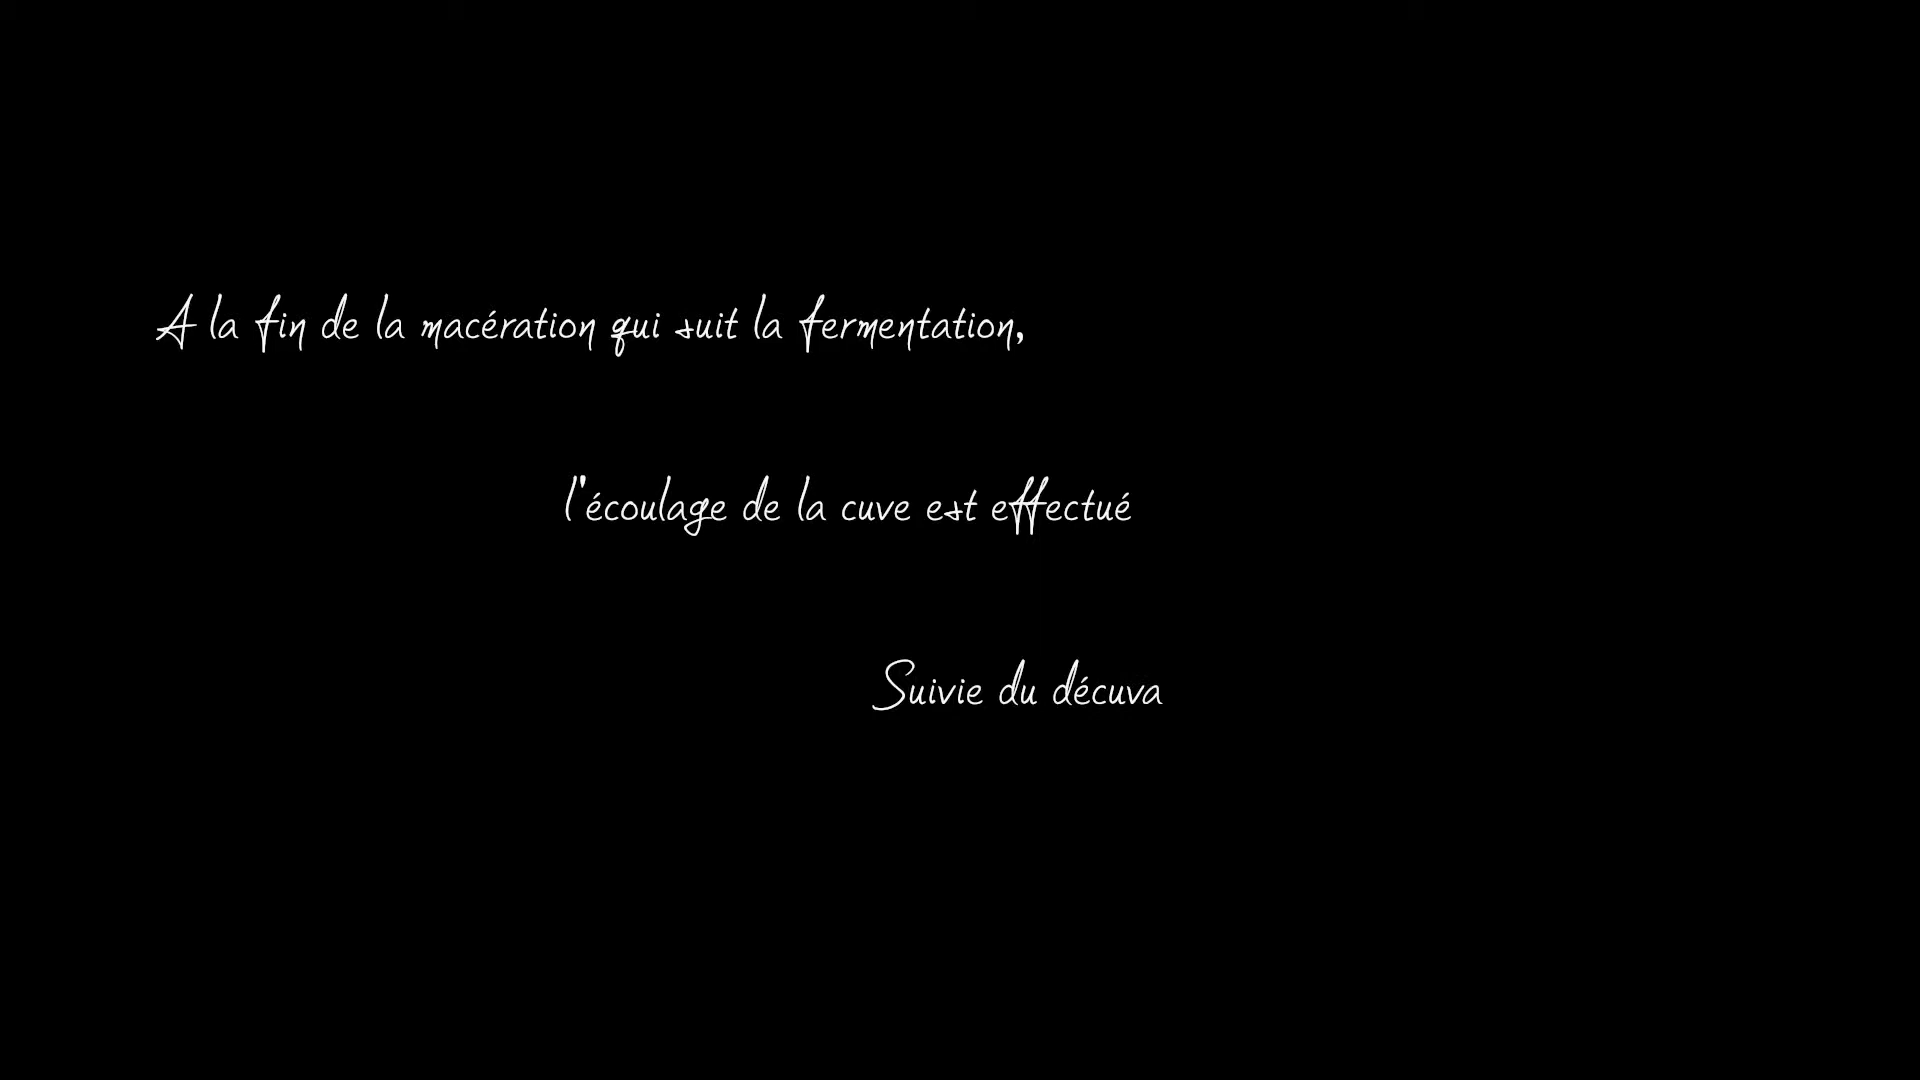 A la fin de la macération qui suit la fermentation,
l'écoulage de la cuve est effectué
Suivie du décuva